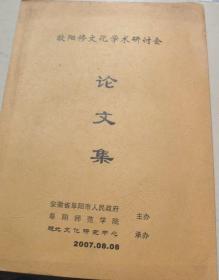 欧阳修文化学术研讨会
论
文
集
安徽省阜阳市人民政府
阜阳师范学院 主办
皖北文化研究中心 承办
2007.08.08